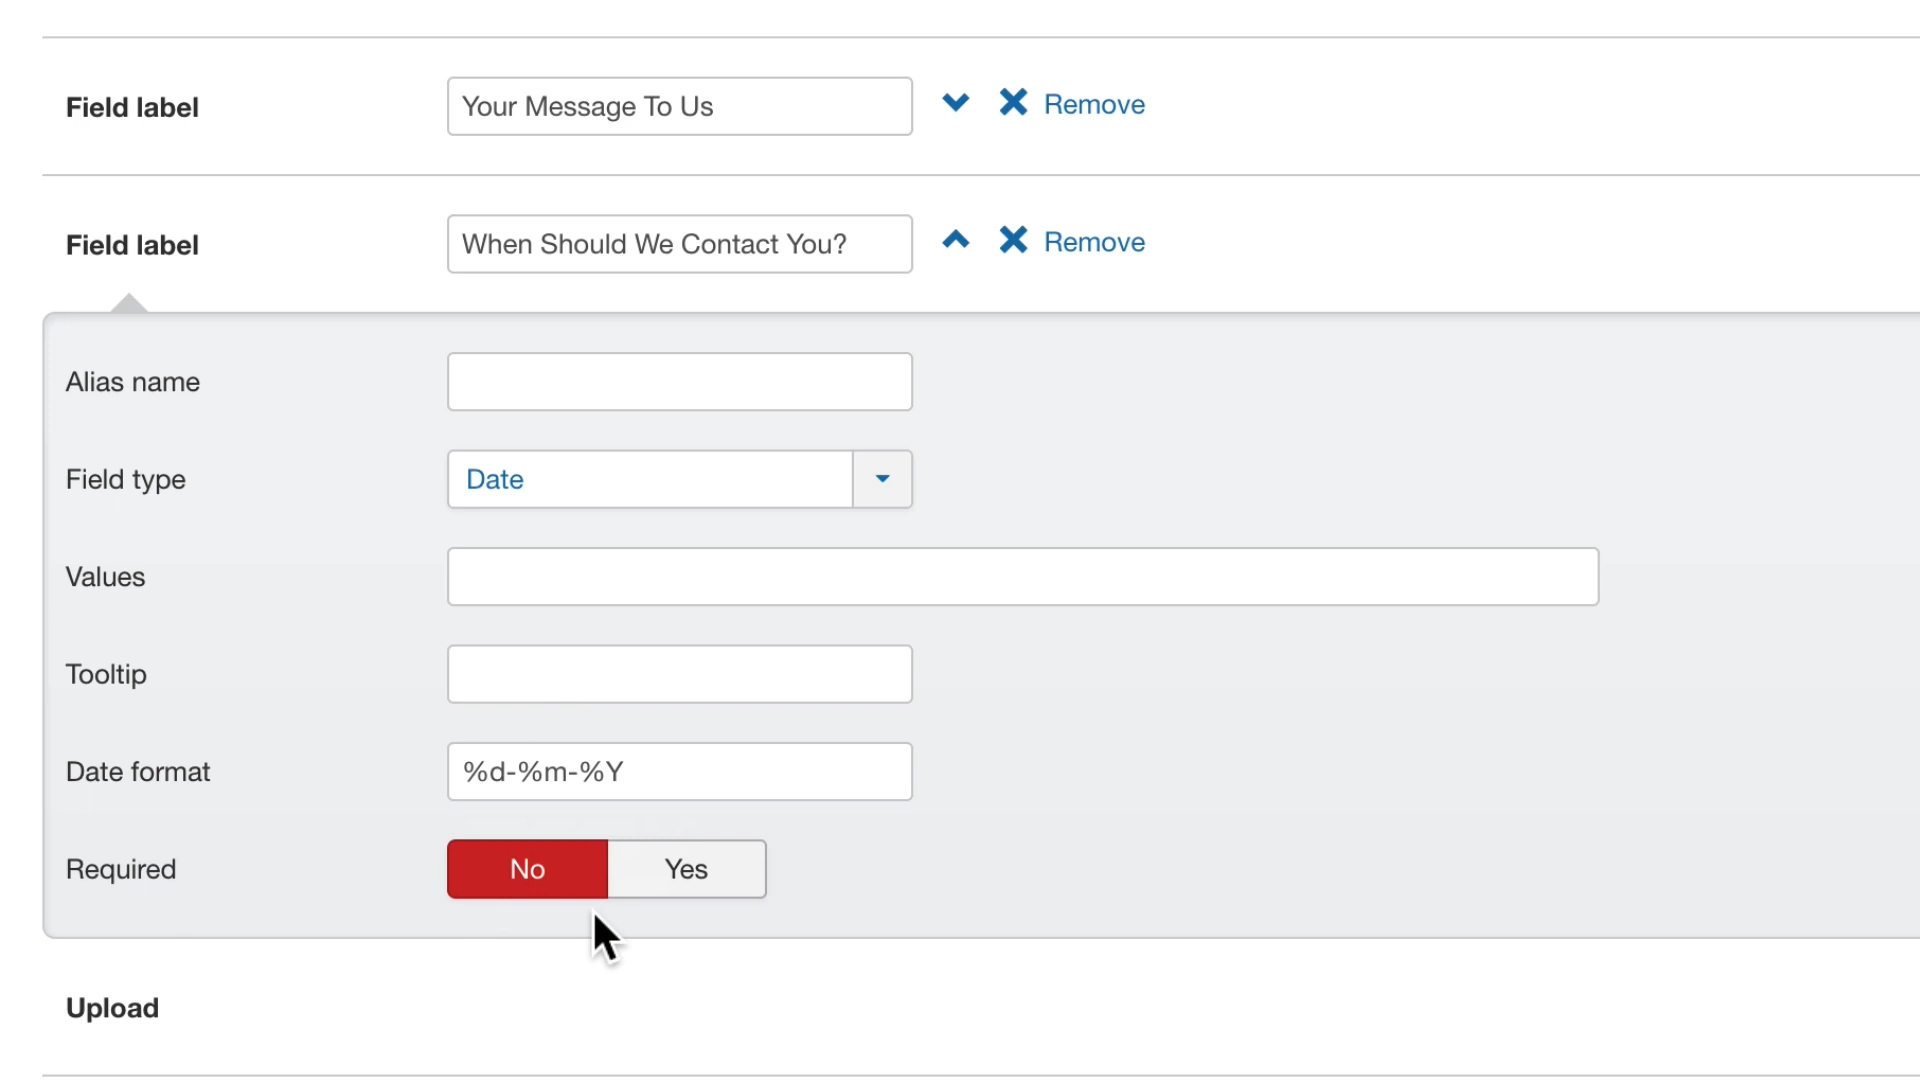 Field label Your Message To Us Remove
Field label When Should We Contact You? Remove
Alias name
Field type Date
Values
Tooltip
Date format %d-%m-%Y
Required No Yes
Upload